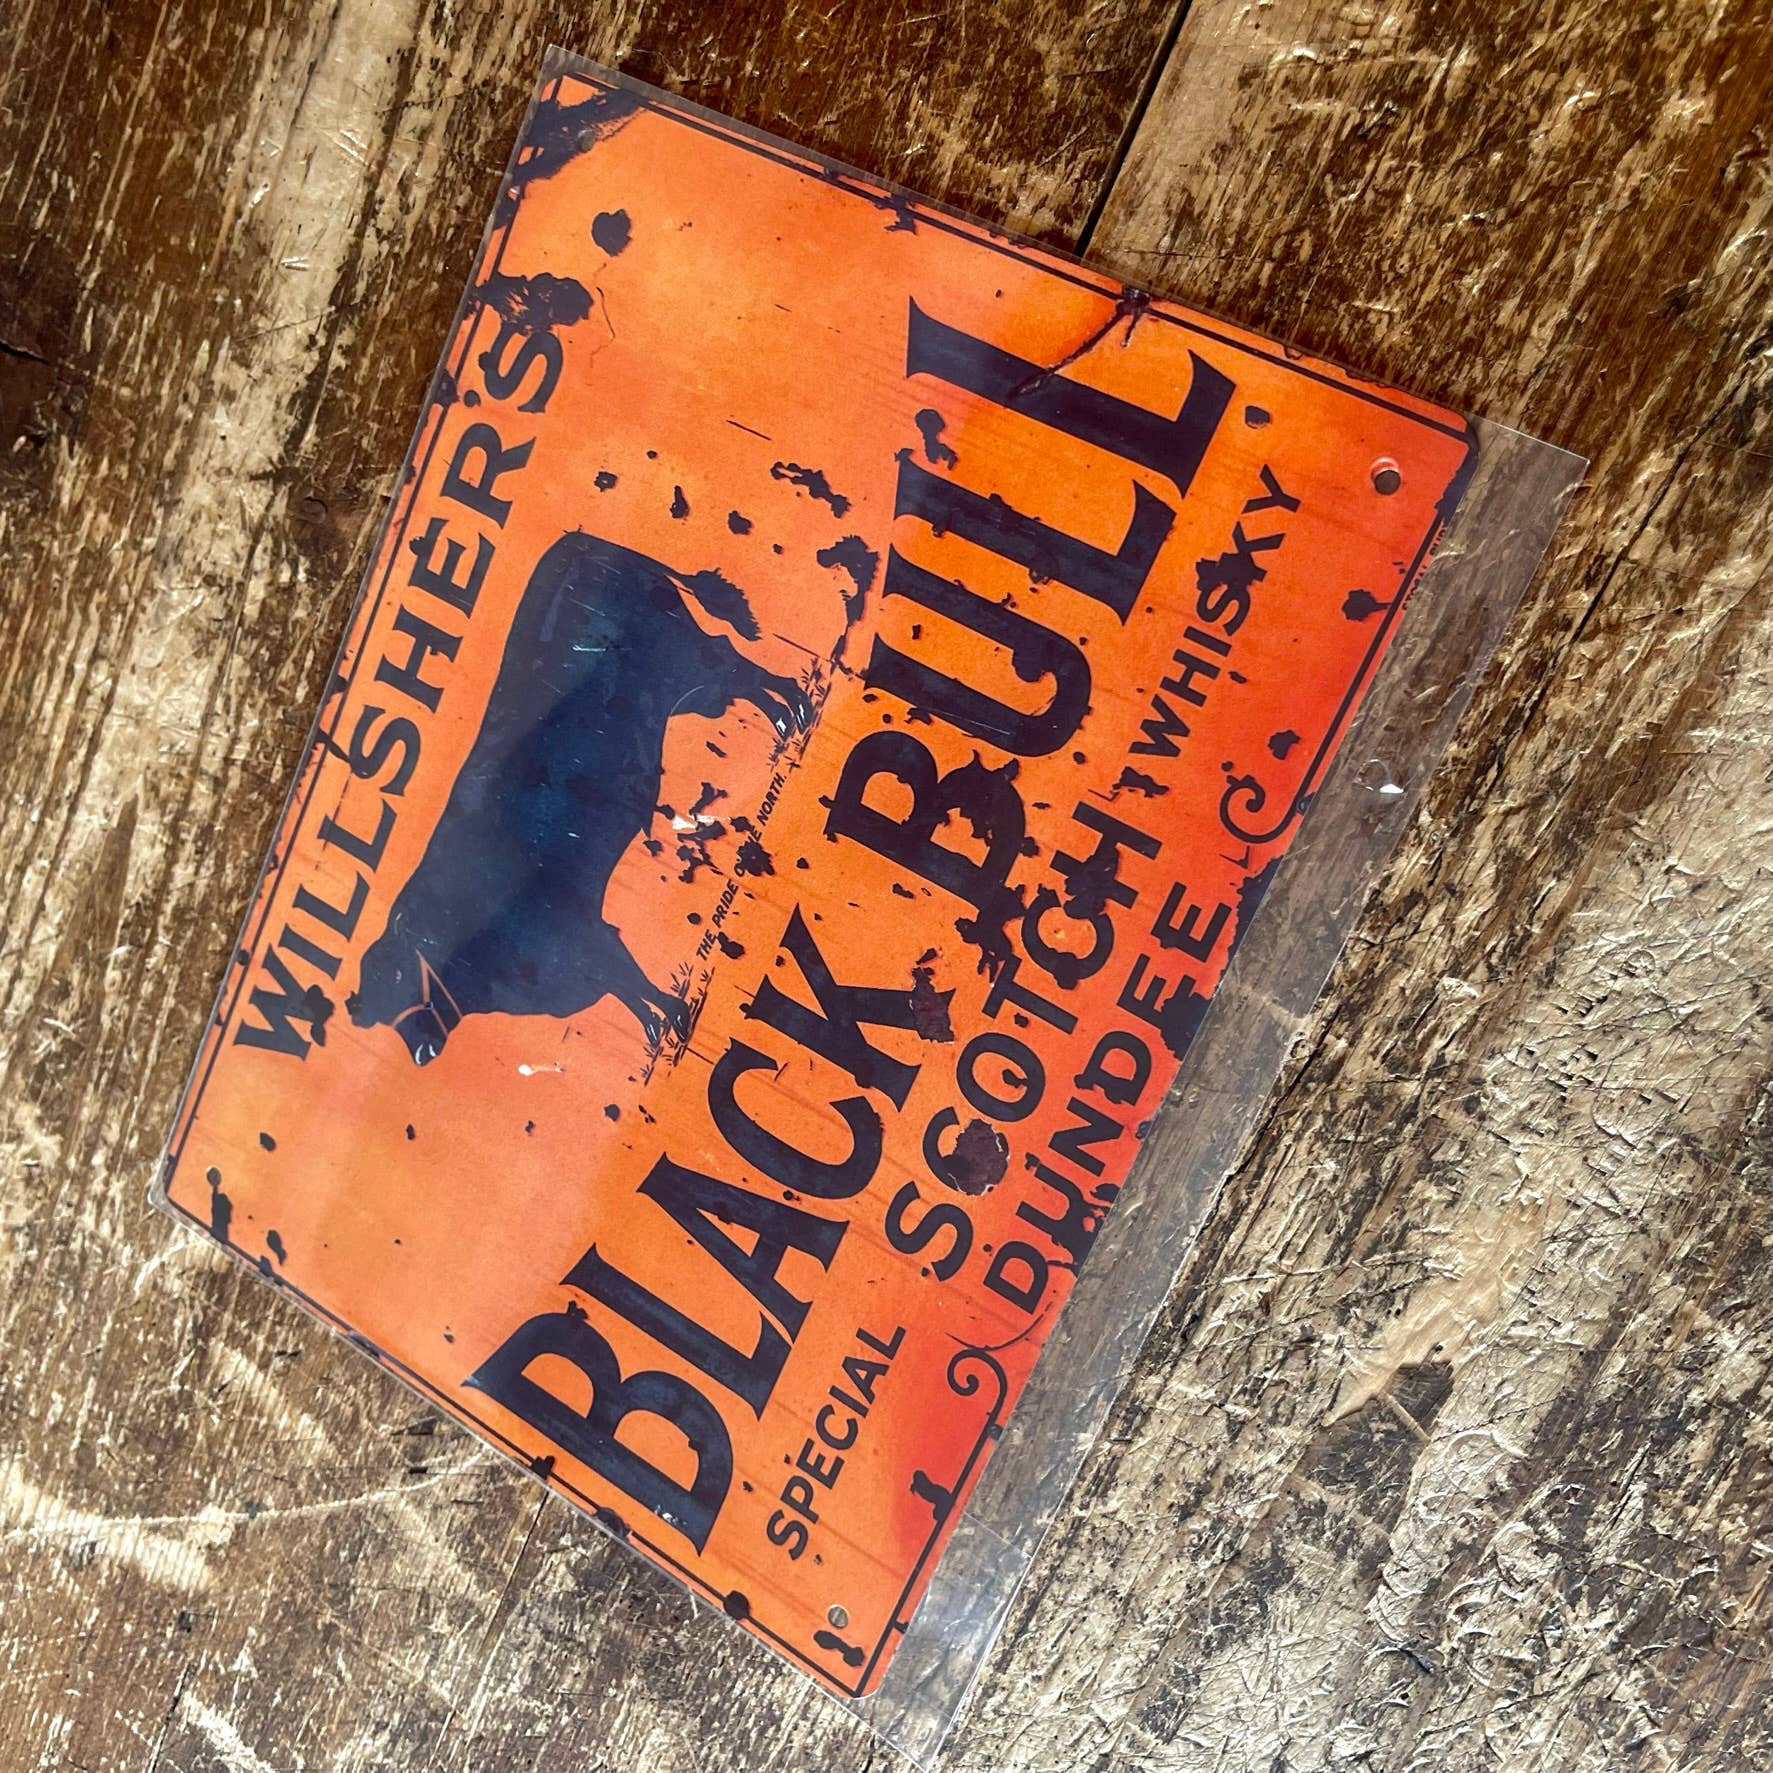 WILLSHER'S
THE PRIDE OF THE NORTH.
BLACK BULL
SPECIAL SCOTCH WHISKY
DUNDEE